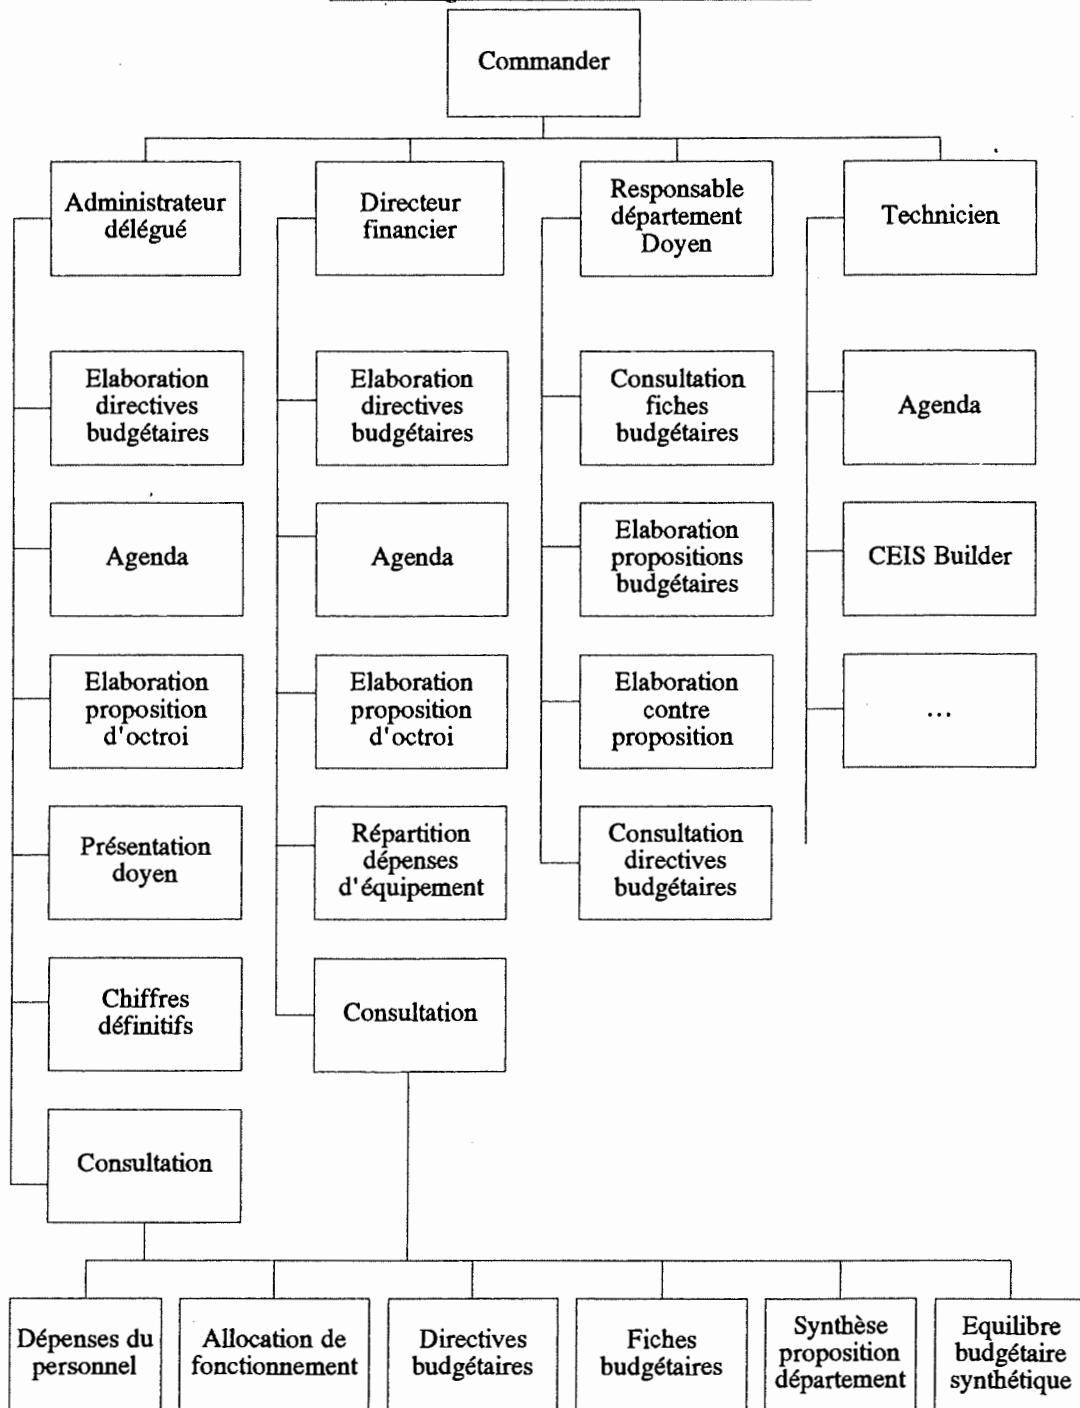 Commander
Administrateur
délégué
Directeur
financier
Responsable
département
Doyen
Technicien
Elaboration
directives
budgétaires
Elaboration
directives
budgétaires
Consultation
fiches
budgétaires
Agenda
Agenda
Agenda
Elaboration
propositions
budgétaires
CEIS Builder
Elaboration
proposition
d'octroi
Elaboration
proposition
d'octroi
Elaboration
contre
proposition
...
Présentation
doyen
Répartition
dépenses
d'équipement
Consultation
directives
budgétaires
Chiffres
définitifs
Consultation
Consultation
Dépenses du
personnel
Allocation de
fonctionnement
Directives
budgétaires
Fiches
budgétaires
Synthèse
proposition
département
Equilibre
budgétaire
synthétique